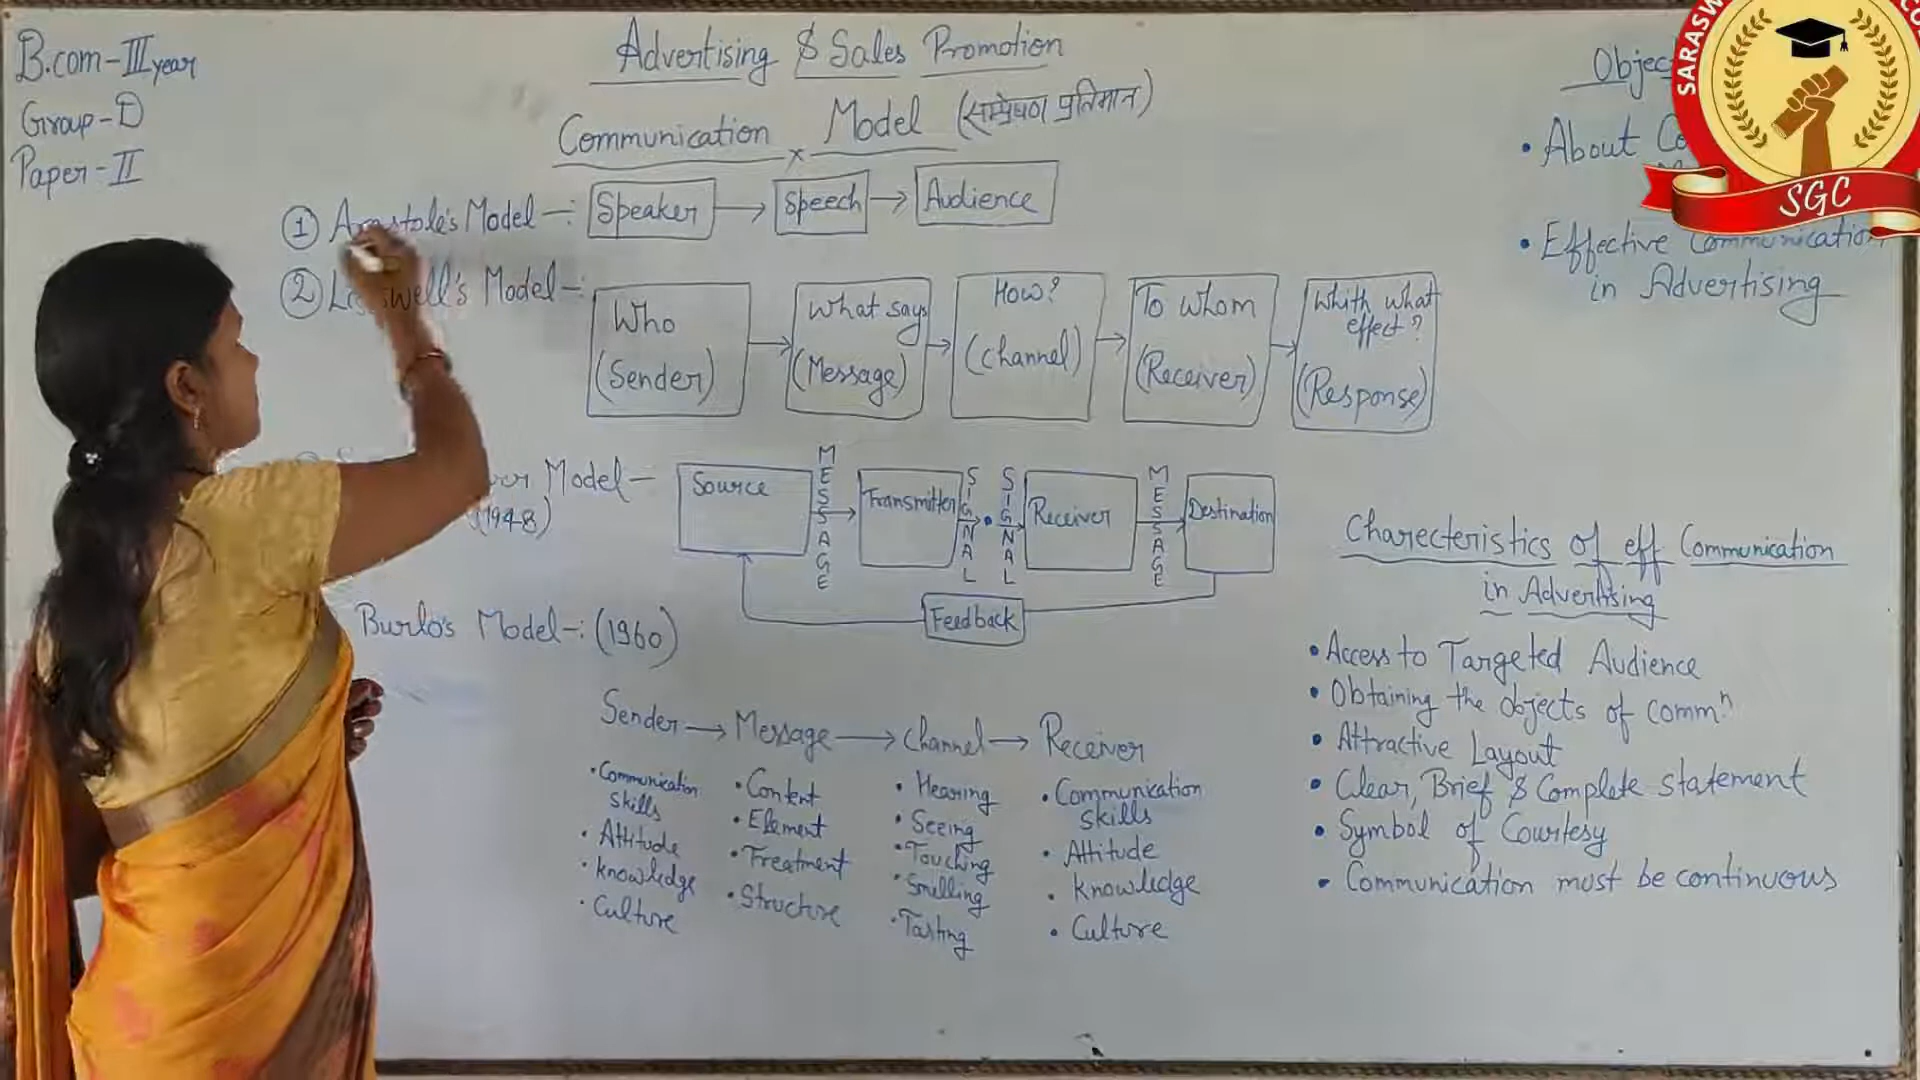 B.com-III year
Group-D
Paper-II
Advertising & Sales Promotion
Communication Model (सम्प्रेषण प्रतिमान)
① Arastole's Model -:
Speaker → Speech → Audience
② Model -:
Who (Sender) → What says (Message) → How? (Channel) → To whom (Receiver) → Whith what effect? (Response)
Model -
(1948)
Source MESSAGE → Transmitter SIGNAL → • SIGNAL → Receiver MESSAGE → Destination
Feedback
Burlo's Model -: (1960)
Sender → Message → Channel → Receiver
• Communication skills
• Attitude
• Knowledge
• Culture
• Content
• Element
• Treatment
• Structure
• Hearing
• Seeing
• Touching
• Smelling
• Tasting
• Communication skills
• Attitude
• Knowledge
• Culture
• About
• Effective Communication
in Advertising
Charecteristics of eff Communication
in Advertising
• Access to Targeted Audience
• Obtaining the objects of commⁿ
• Attractive Layout
• Clear, Brief & Complete statement
• Symbol of Courtesy
• Communication must be continuous
SGC